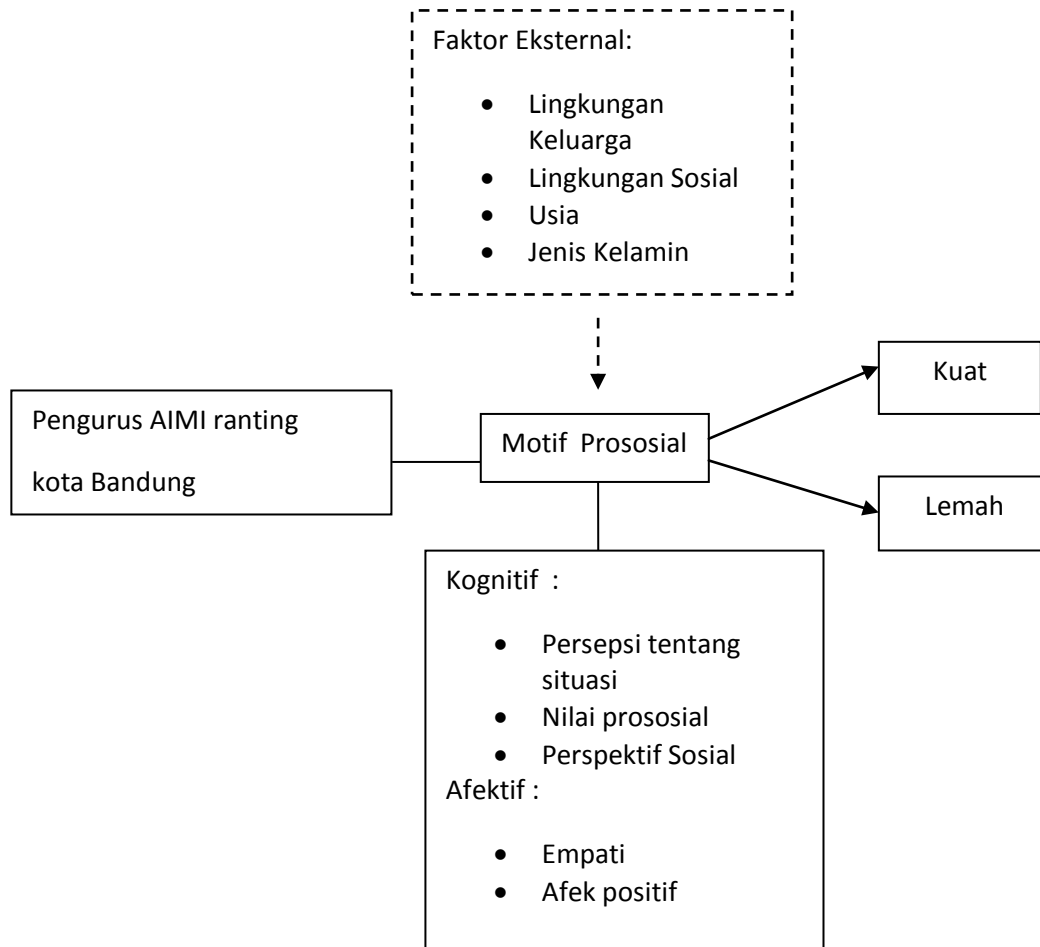 Faktor Eksternal:
• Lingkungan
Keluarga
• Lingkungan Sosial
• Usia
• Jenis Kelamin
Kuat
Pengurus AIMI ranting
kota Bandung
Motif Prososial
Lemah
Kognitif :
• Persepsi tentang
situasi
• Nilai prososial
• Perspektif Sosial
Afektif :
• Empati
• Afek positif